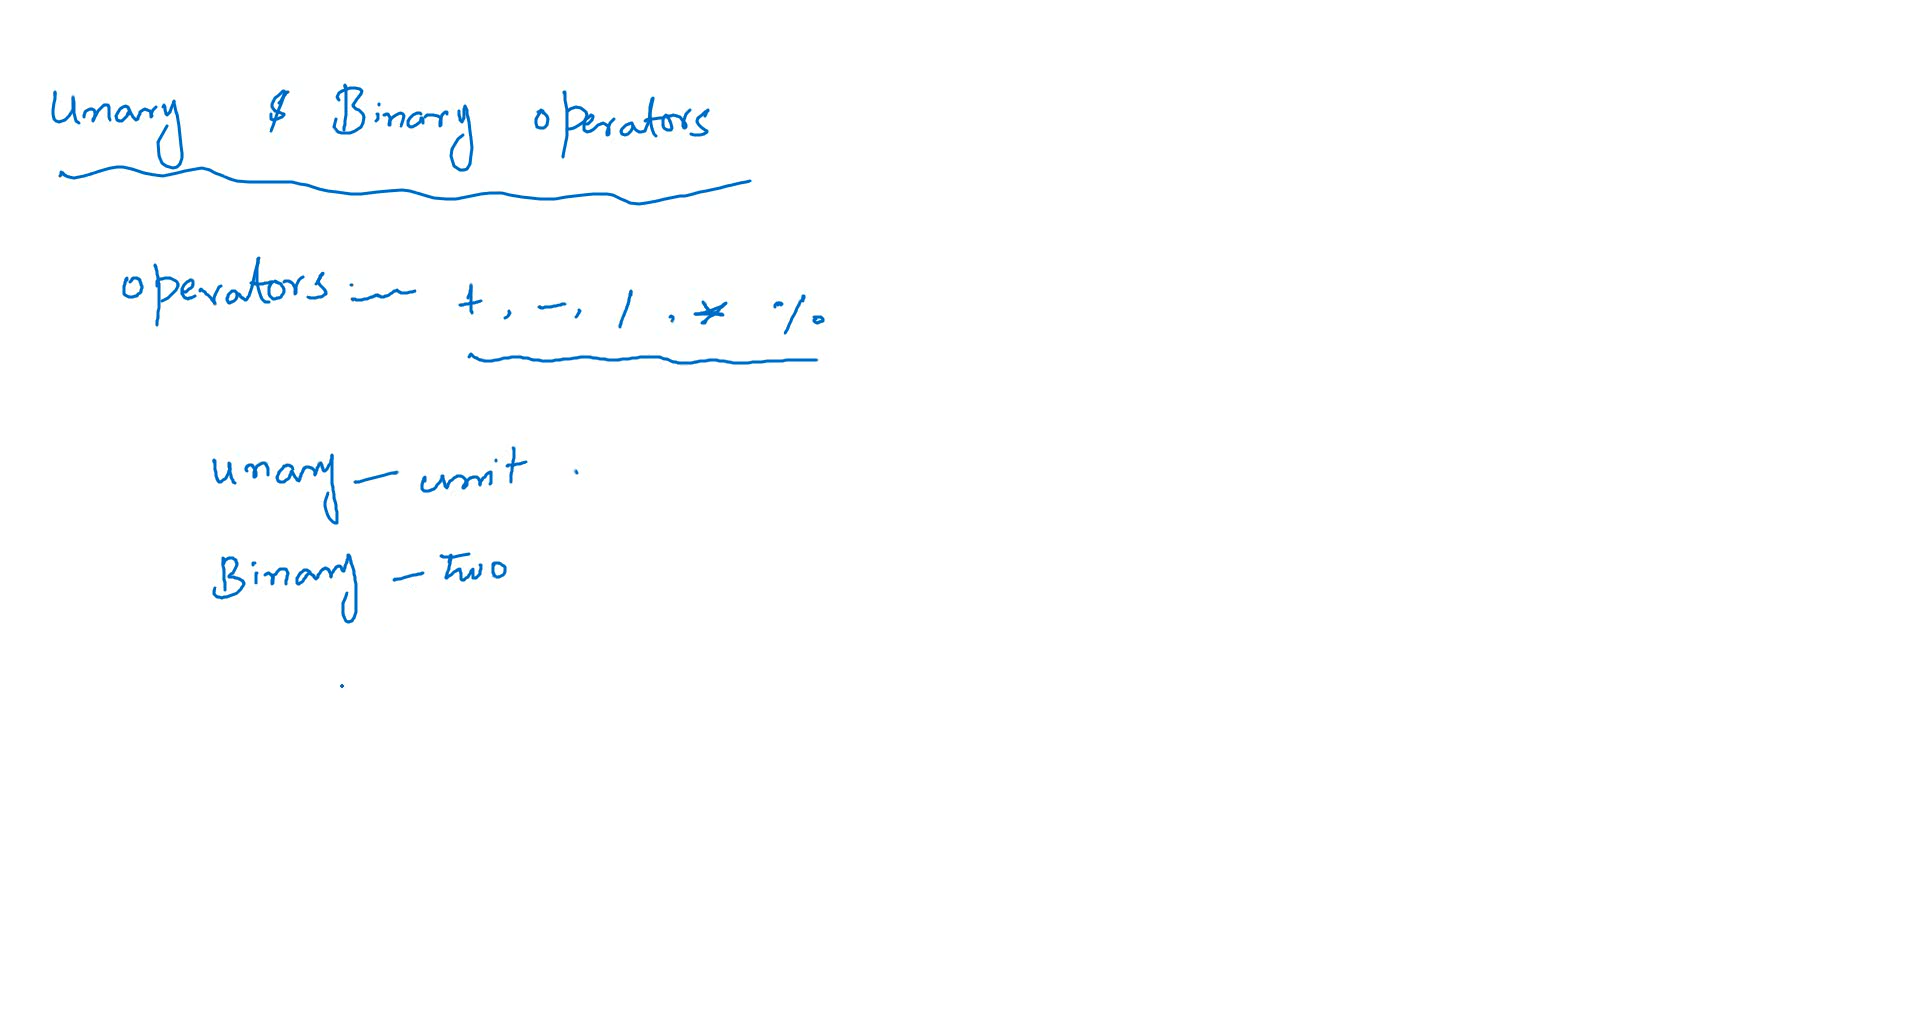 Unary & Binary operators
operators :- +, -, /, * %
unary - unit .
Binary - Two